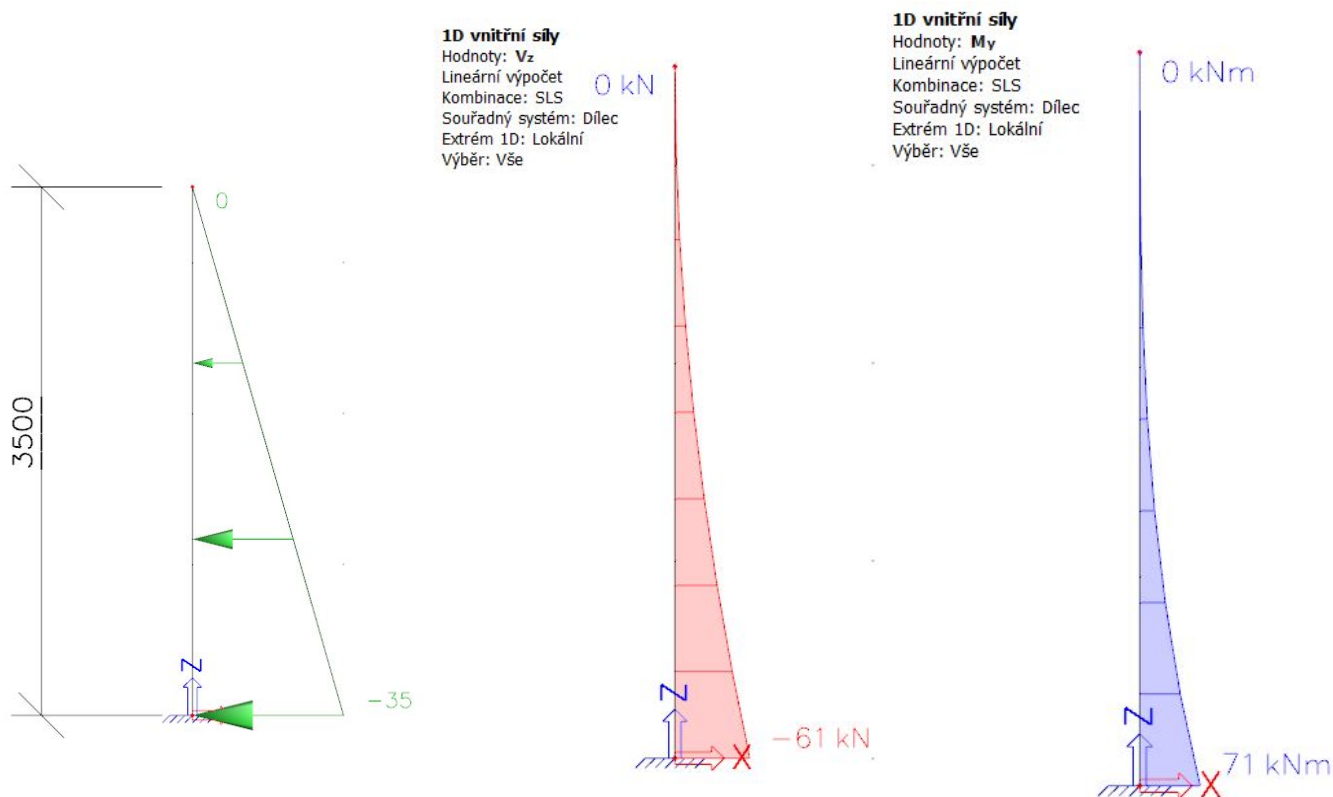 3500
0
-35
N
1D vnitřní síly
Hodnoty: Vz
Lineární výpočet
Kombinace: SLS
Souřadný systém: Dílec
Extrém 1D: Lokální
Výběr: Vše
0 kN
-61 kN
Z
X
1D vnitřní síly
Hodnoty: My
Lineární výpočet
Kombinace: SLS
Souřadný systém: Dílec
Extrém 1D: Lokální
Výběr: Vše
0 kNm
71 kNm
Z
X